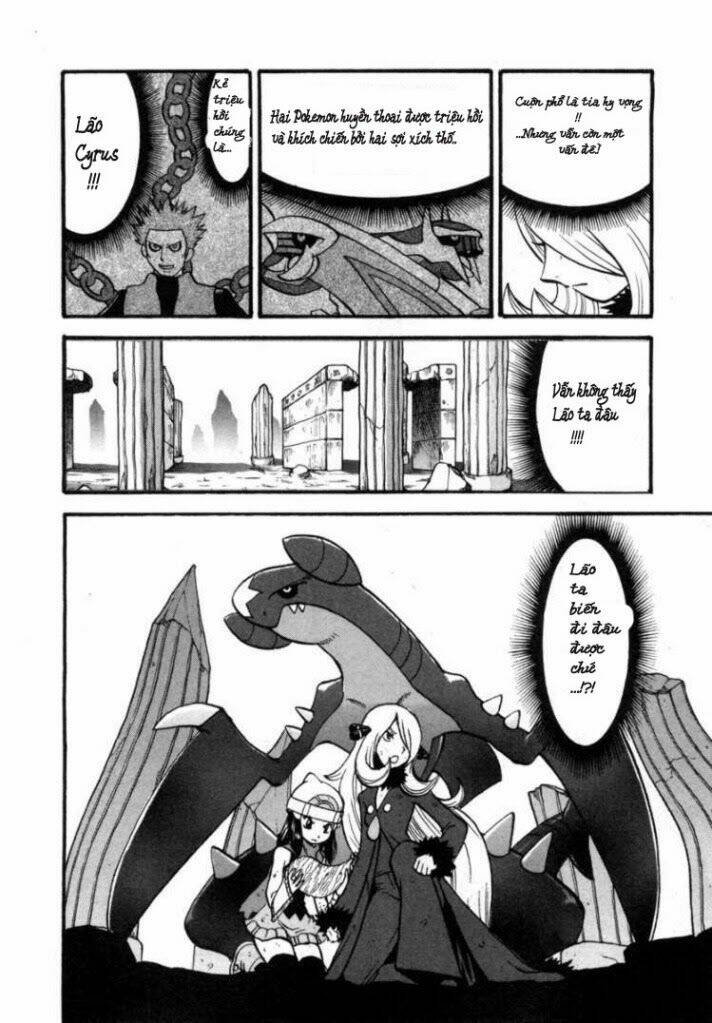 Cuộn phổ là tia hy vọng
!!
...Nhưng vẫn còn một
vấn đề!
Hai Pokemon huyền thoại được triệu hồi
và khích chiến bởi hai sợi xích thổ..
Kẻ
triệu
hồi
chúng
là...
Lão
Cyrus
!!!
Vẫn không thấy
Lão ta đâu
!!!!
Lão
ta
biến
đi đâu
được
chứ
...!?!